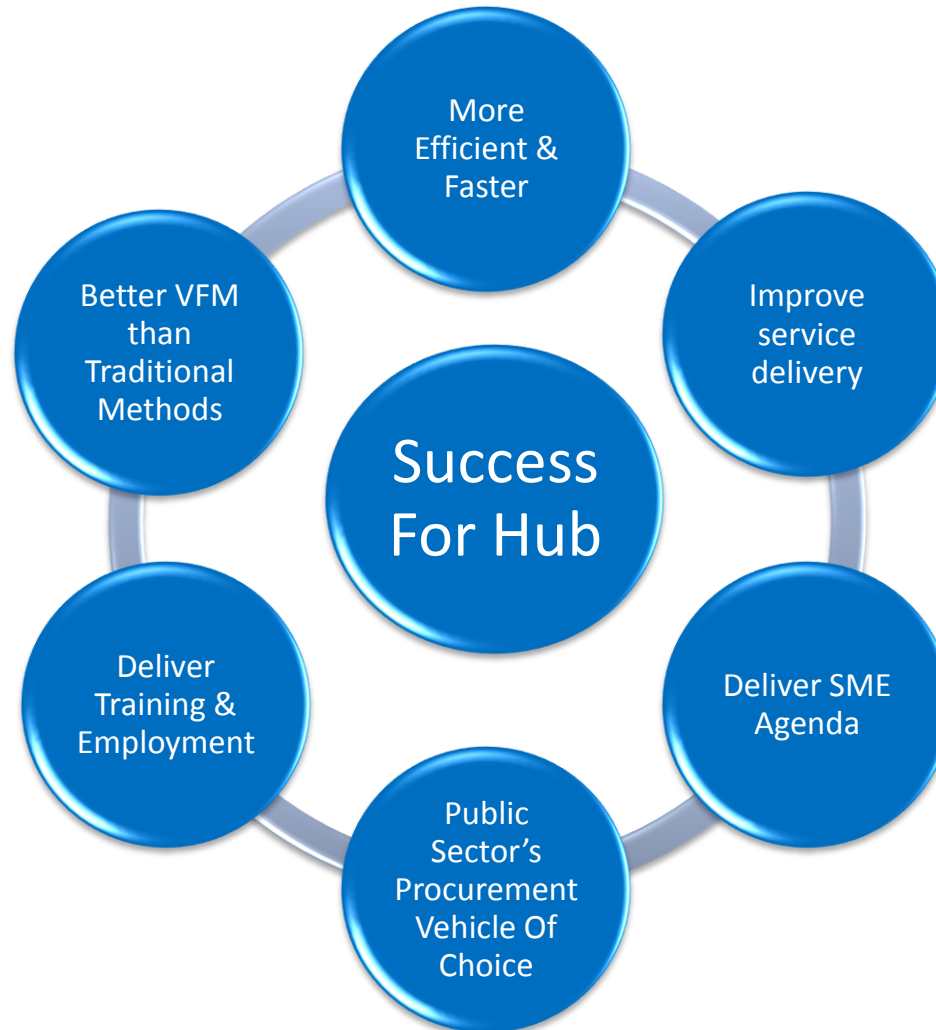 More
Efficient &
Faster
Improve
service
delivery
Deliver SME
Agenda
Public
Sector’s
Procurement
Vehicle Of
Choice
Deliver
Training &
Employment
Better VFM
than
Traditional
Methods
Success
For Hub